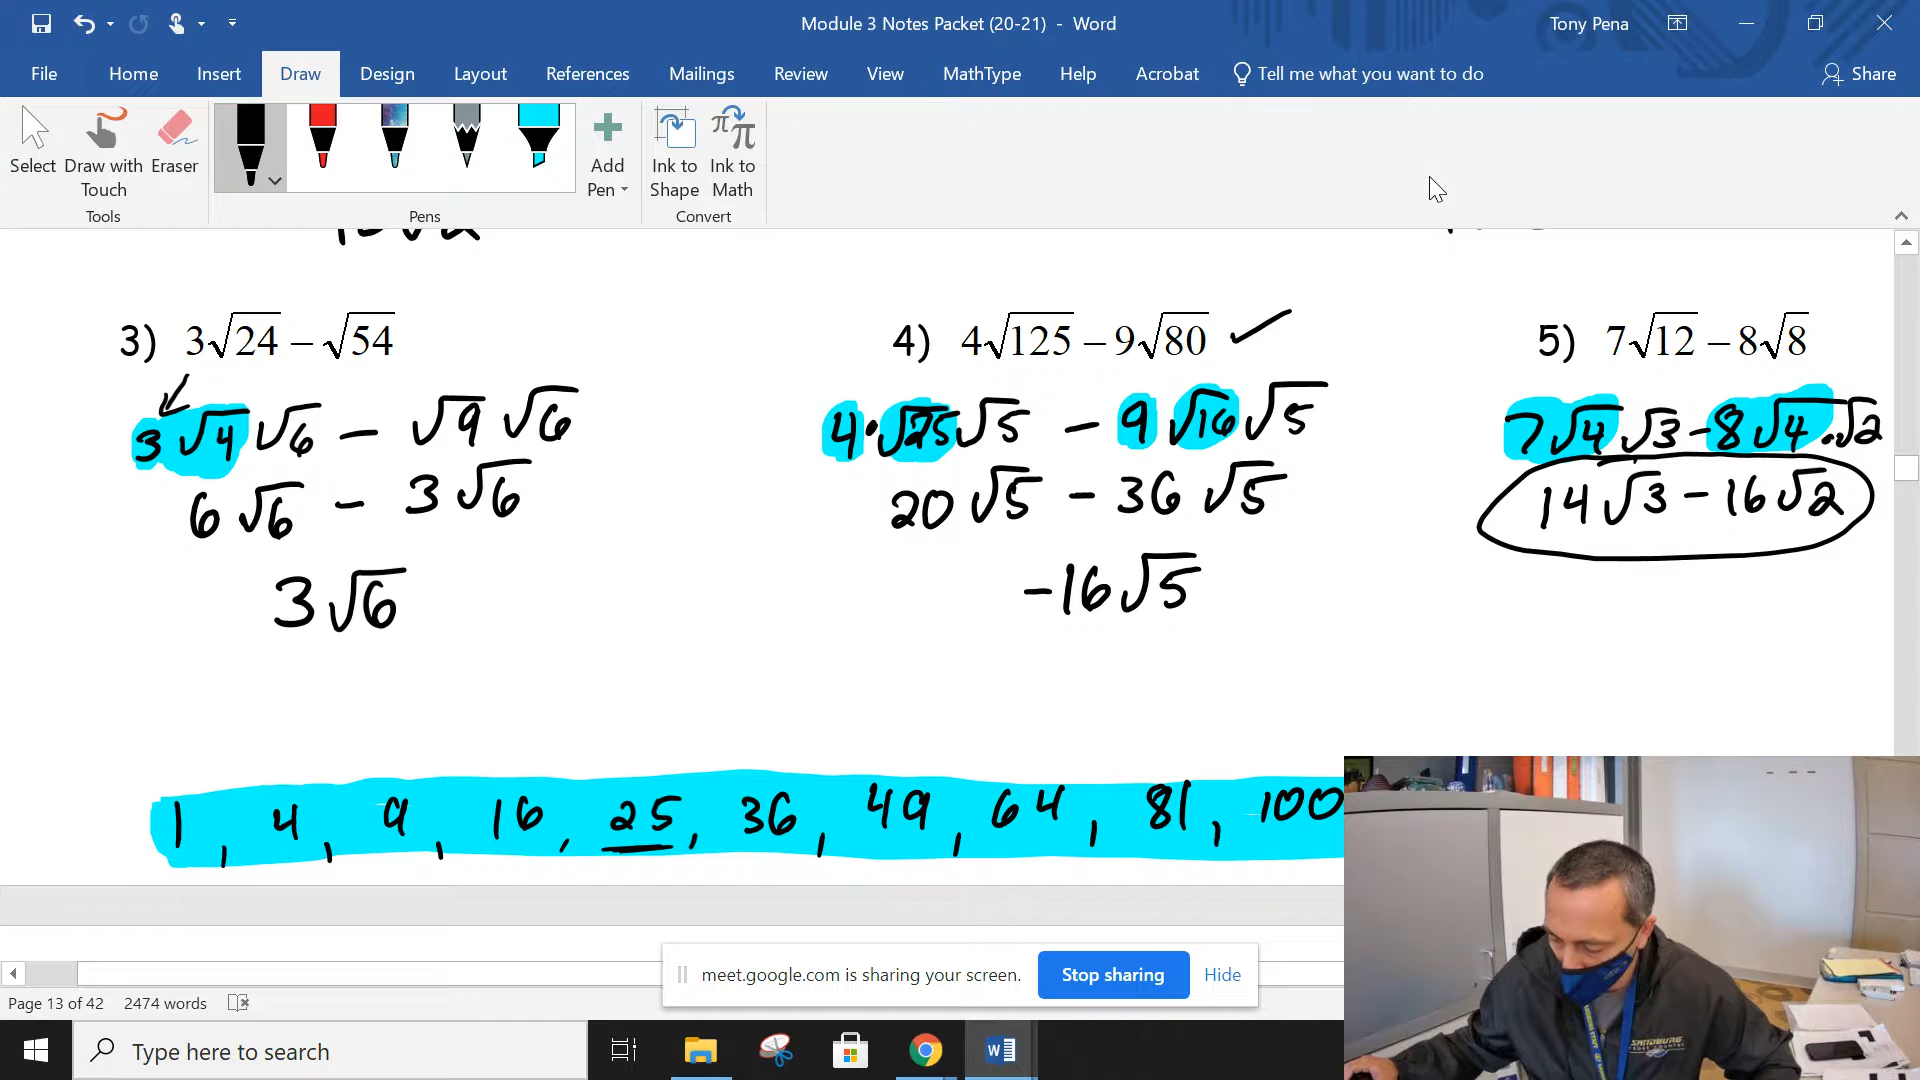 Module 3 Notes Packet (20-21) - Word
Tony Pena
File Home Insert Draw Design Layout References Mailings Review View MathType Help Acrobat Tell me what you want to do Share
Select
Draw with Touch
Eraser
Add Pen
Ink to Shape
Ink to Math
Tools
Pens
Convert
3) 3√24 − √54
3√4 √6 − √9 √6
6√6 − 3√6
3√6
4) 4√125 − 9√80 ✓
4·√25 √5 − 9 √16 √5
20√5 − 36√5
-16√5
5) 7√12 − 8√8
7√4 √3 − 8√4 . √2
14√3 − 16√2
1, 4, 9, 16, 25, 36, 49, 64, 81, 100
meet.google.com is sharing your screen. Stop sharing Hide
Page 13 of 42 2474 words
Type here to search
SANDBURG